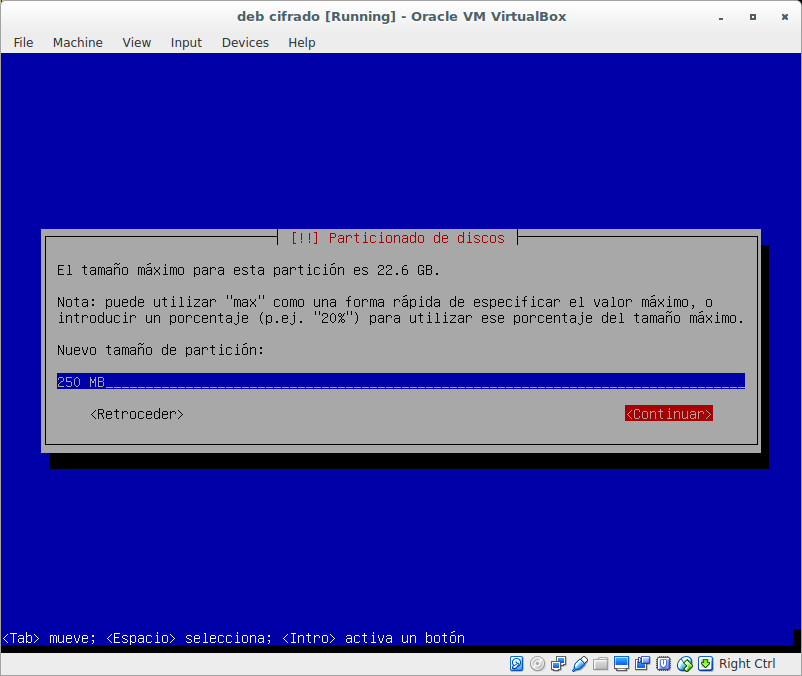 deb cifrado [Running] - Oracle VM VirtualBox
File Machine View Input Devices Help
[!!] Particionado de discos
El tamaño máximo para esta partición es 22.6 GB.
Nota: puede utilizar "max" como una forma rápida de especificar el valor máximo, o
introducir un porcentaje (p.ej. "20%") para utilizar ese porcentaje del tamaño máximo.
Nuevo tamaño de partición:
250 MB
<Retroceder> <Continuar>
<Tab> mueve; <Espacio> selecciona; <Intro> activa un botón
Right Ctrl